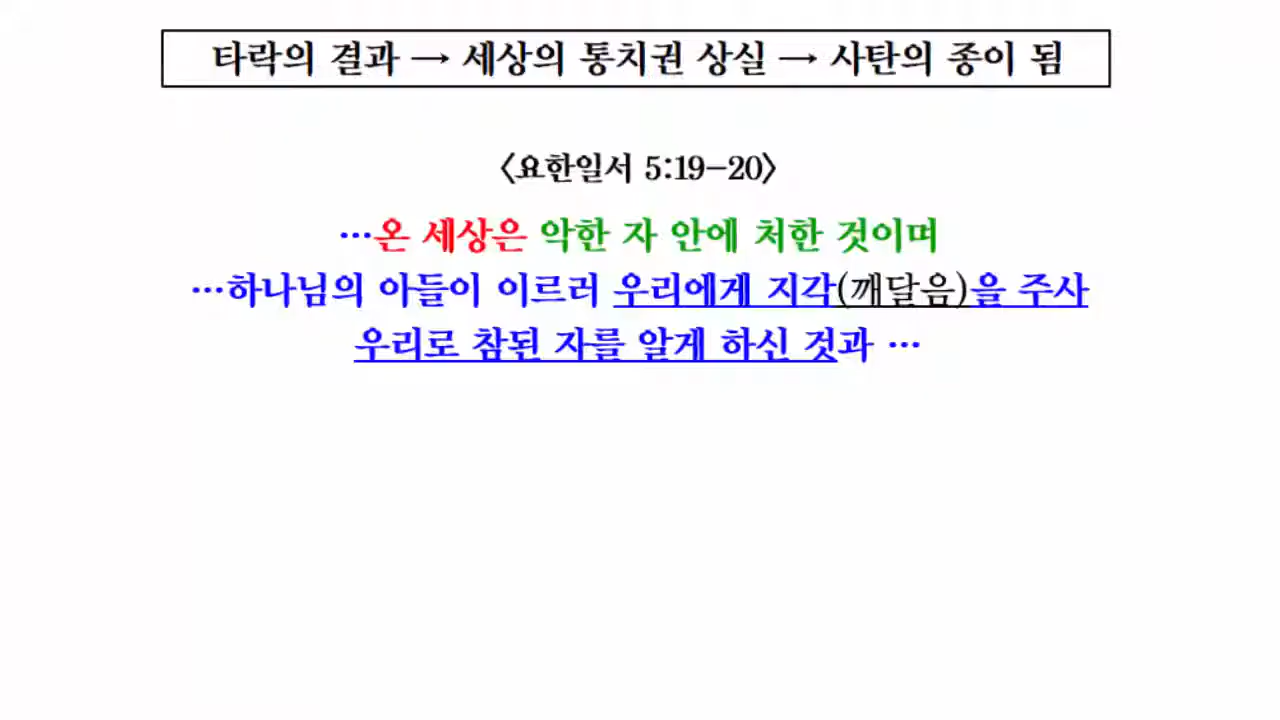 타락의 결과 → 세상의 통치권 상실 → 사탄의 종이 됨
〈요한일서 5:19-20〉
…온 세상은 악한 자 안에 처한 것이며
…하나님의 아들이 이르러 우리에게 지각(깨달음)을 주사
우리로 참된 자를 알게 하신 것과 …